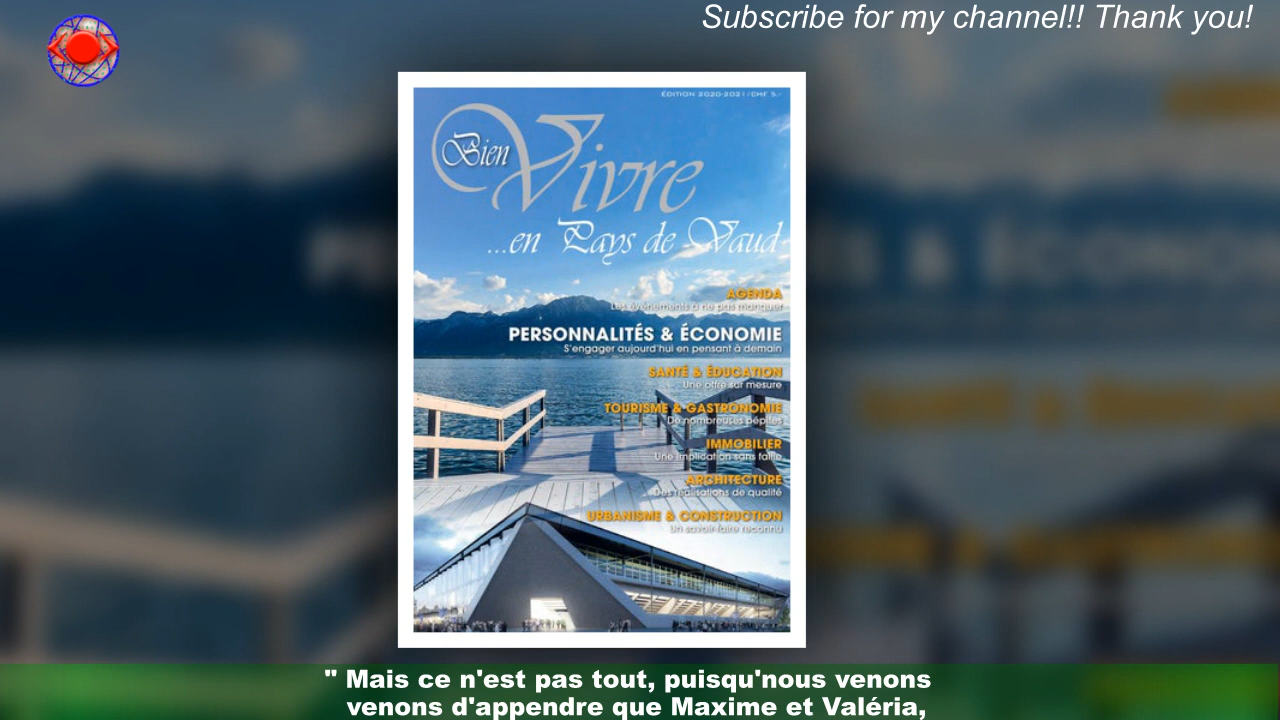 Subscribe for my channel!! Thank you!
ÉDITION 2020-2021 / CHF 5.-
Bien Vivre
...en Pays de Vaud
AGENDA
Les événements à ne pas manquer
PERSONNALITÉS & ÉCONOMIE
S'engager aujourd'hui en pensant à demain
SANTÉ & ÉDUCATION
Une offre sur mesure
TOURISME & GASTRONOMIE
De nombreuses pépites
IMMOBILIER
Une implication sans faille
ARCHITECTURE
Des réalisations de qualité
URBANISME & CONSTRUCTION
Un savoir-faire reconnu
" Mais ce n'est pas tout, puisqu'nous venons
venons d'appendre que Maxime et Valéria,